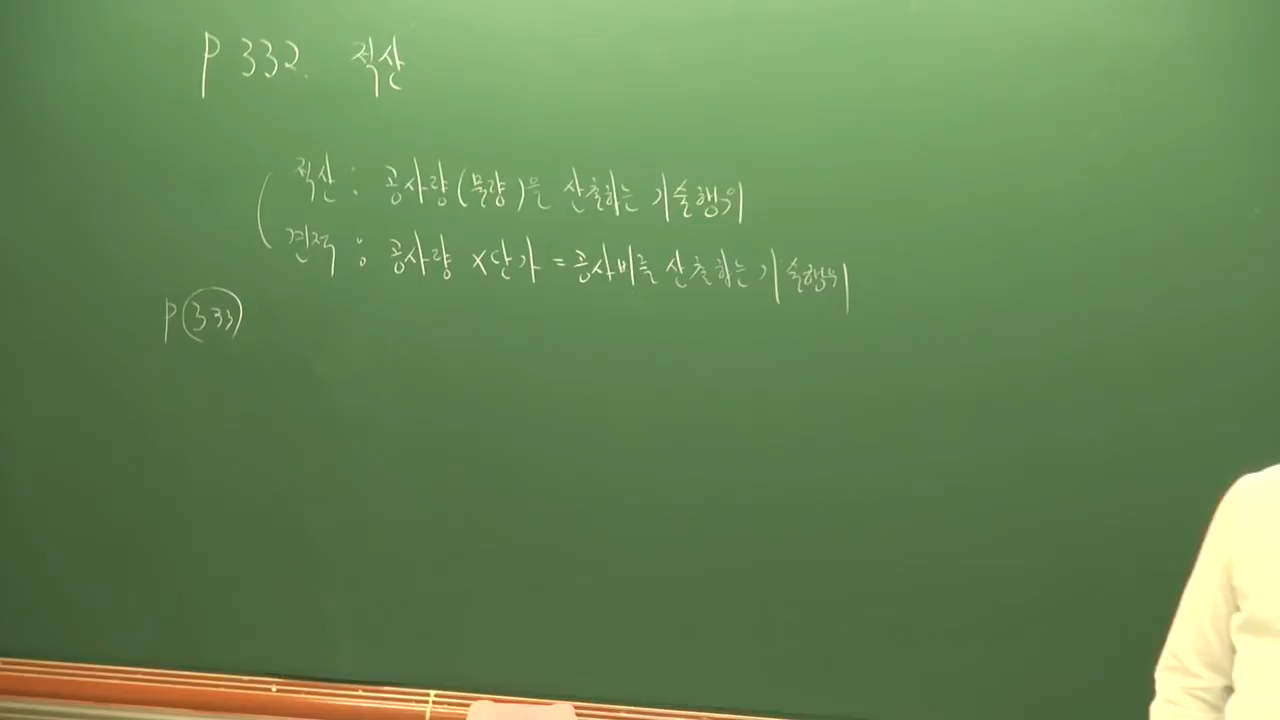 P 332. 적산
적산 : 공사량(물량)을 산출하는 기술행위
견적 : 공사량 x단가 = 공사비를 산출하는 기술행위
P 333